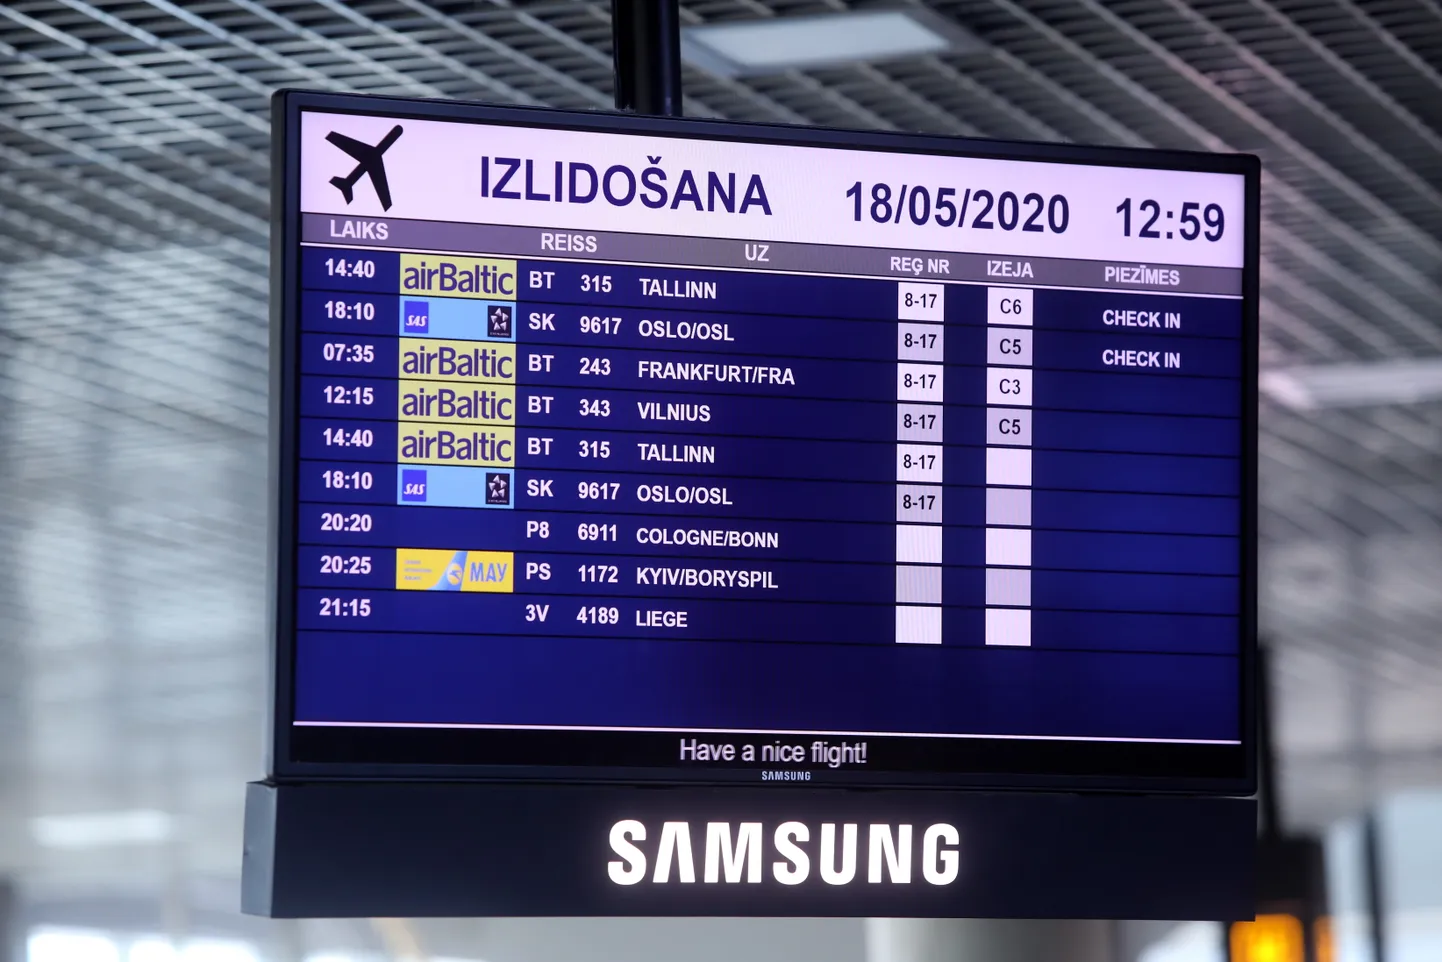 IZLIDOŠANA 18/05/2020 12:59
LAIKS REISS UZ REĢ NR IZEJA PIEZĪMES
14:40 airBaltic BT 315 TALLINN 8-17 C6 CHECK IN
18:10 SAS SK 9617 OSLO/OSL 8-17 C5 CHECK IN
07:35 airBaltic BT 243 FRANKFURT/FRA 8-17 C3
12:15 airBaltic BT 343 VILNIUS 8-17 C5
14:40 airBaltic BT 315 TALLINN 8-17
18:10 SAS SK 9617 OSLO/OSL 8-17
20:20 P8 6911 COLOGNE/BONN
20:25 МАУ PS 1172 KYIV/BORYSPIL
21:15 3V 4189 LIEGE
Have a nice flight!
SAMSUNG
SAMSUNG